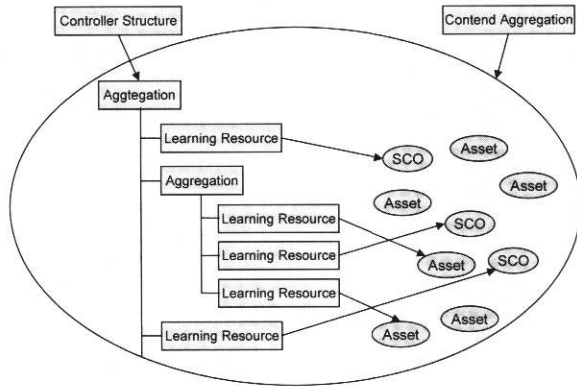 Controller Structure
Contend Aggregation
Aggtegation
Learning Resource
SCO
Asset
Aggregation
Asset
Asset
Learning Resource
SCO
Learning Resource
Asset
SCO
Learning Resource
Asset
Learning Resource
Asset